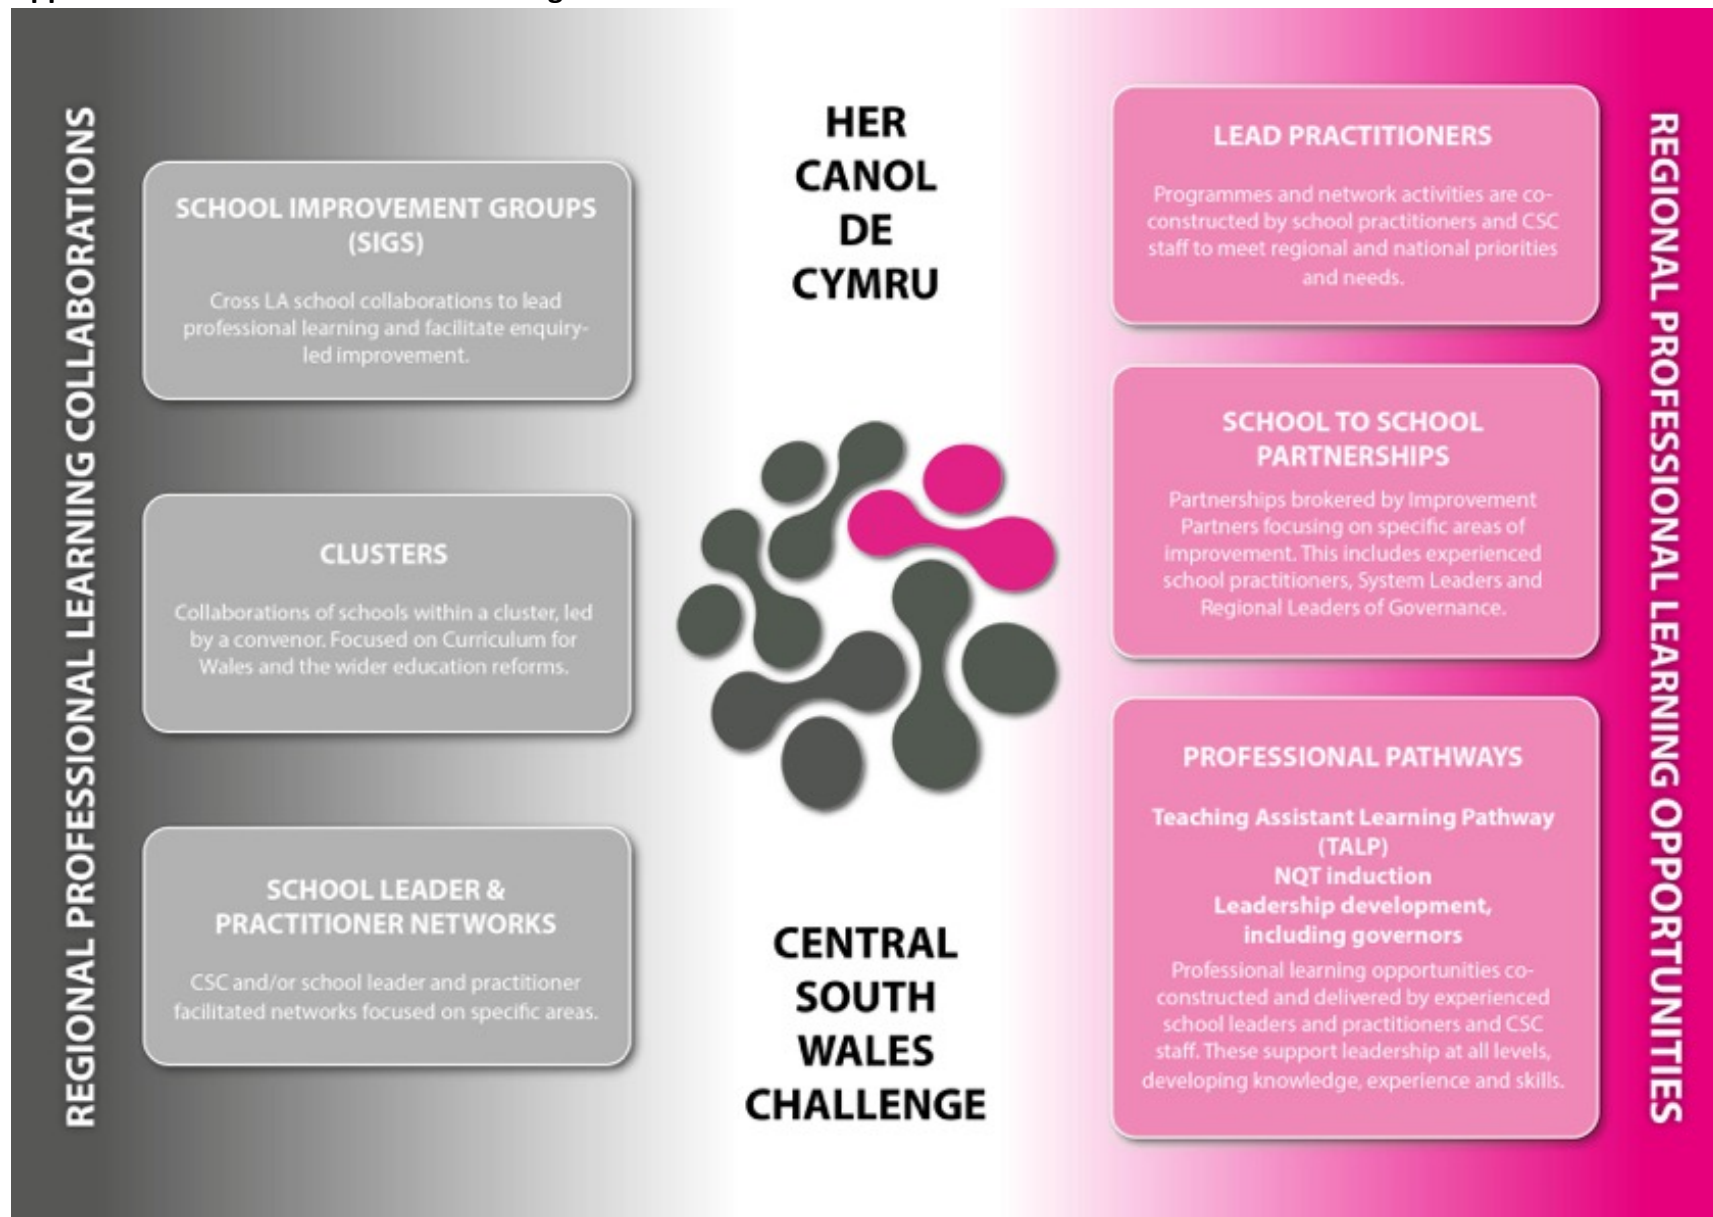 REGIONAL PROFESSIONAL LEARNING COLLABORATIONS
SCHOOL IMPROVEMENT GROUPS
(SIGS)
Cross LA school collaborations to lead
professional learning and facilitate enquiry-
led improvement.
CLUSTERS
Collaborations of schools within a cluster, led
by a convenor. Focused on Curriculum for
Wales and the wider education reforms.
SCHOOL LEADER &
PRACTITIONER NETWORKS
CSC and/or school leader and practitioner
facilitated networks focused on specific areas.
HER
CANOL
DE
CYMRU
CENTRAL
SOUTH
WALES
CHALLENGE
LEAD PRACTITIONERS
Programmes and network activities are co-
constructed by school practitioners and CSC
staff to meet regional and national priorities
and needs.
SCHOOL TO SCHOOL
PARTNERSHIPS
Partnerships brokered by Improvement
Partners focusing on specific areas of
improvement. This includes experienced
school practitioners, System Leaders and
Regional Leaders of Governance.
PROFESSIONAL PATHWAYS
Teaching Assistant Learning Pathway
(TALP)
NQT induction
Leadership development,
including governors
Professional learning opportunities co-
constructed and delivered by experienced
school leaders and practitioners and CSC
staff. These support leadership at all levels,
developing knowledge, experience and skills.
REGIONAL PROFESSIONAL LEARNING OPPORTUNITIES